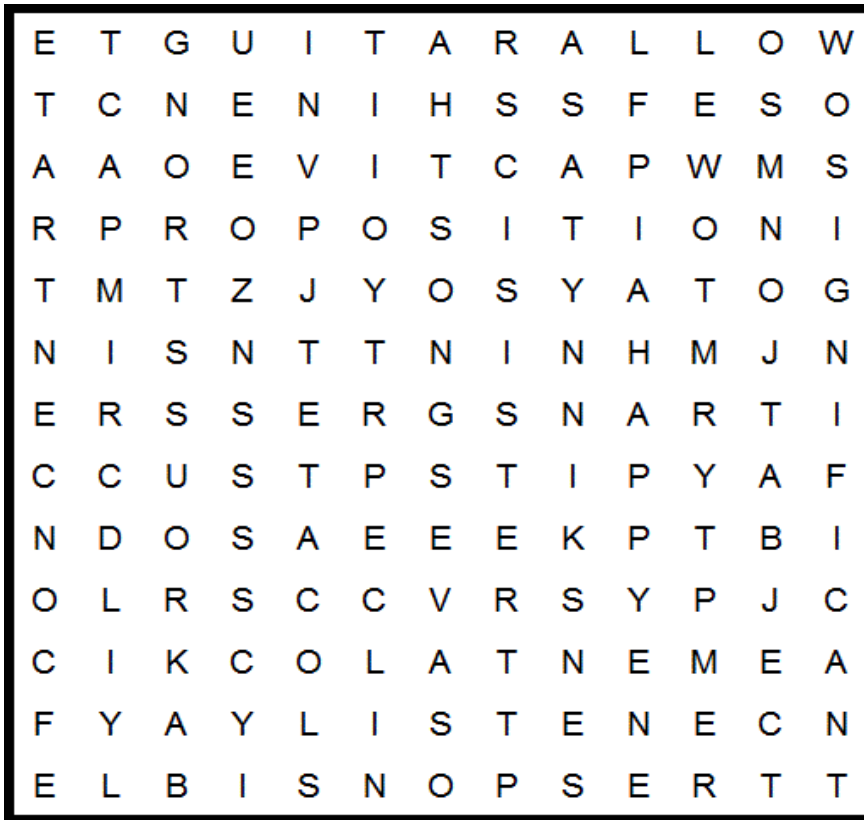 E T G U I T A R A L L O W
T C N E N I H S S F E S O
A A O E V I T C A P W M S
R P R O P O S I T I O N I
T M T Z J Y O S Y A T O G
N I S N T T N I N H M J N
E R S S E R G S N A R T I
C C U S T P S T I P Y A F
N D O S A E E E K P T B I
O L R S C C V R S Y P J C
C I K C O L A T N E M E A
F Y A Y L I S T E N E C N
E L B I S N O P S E R T T